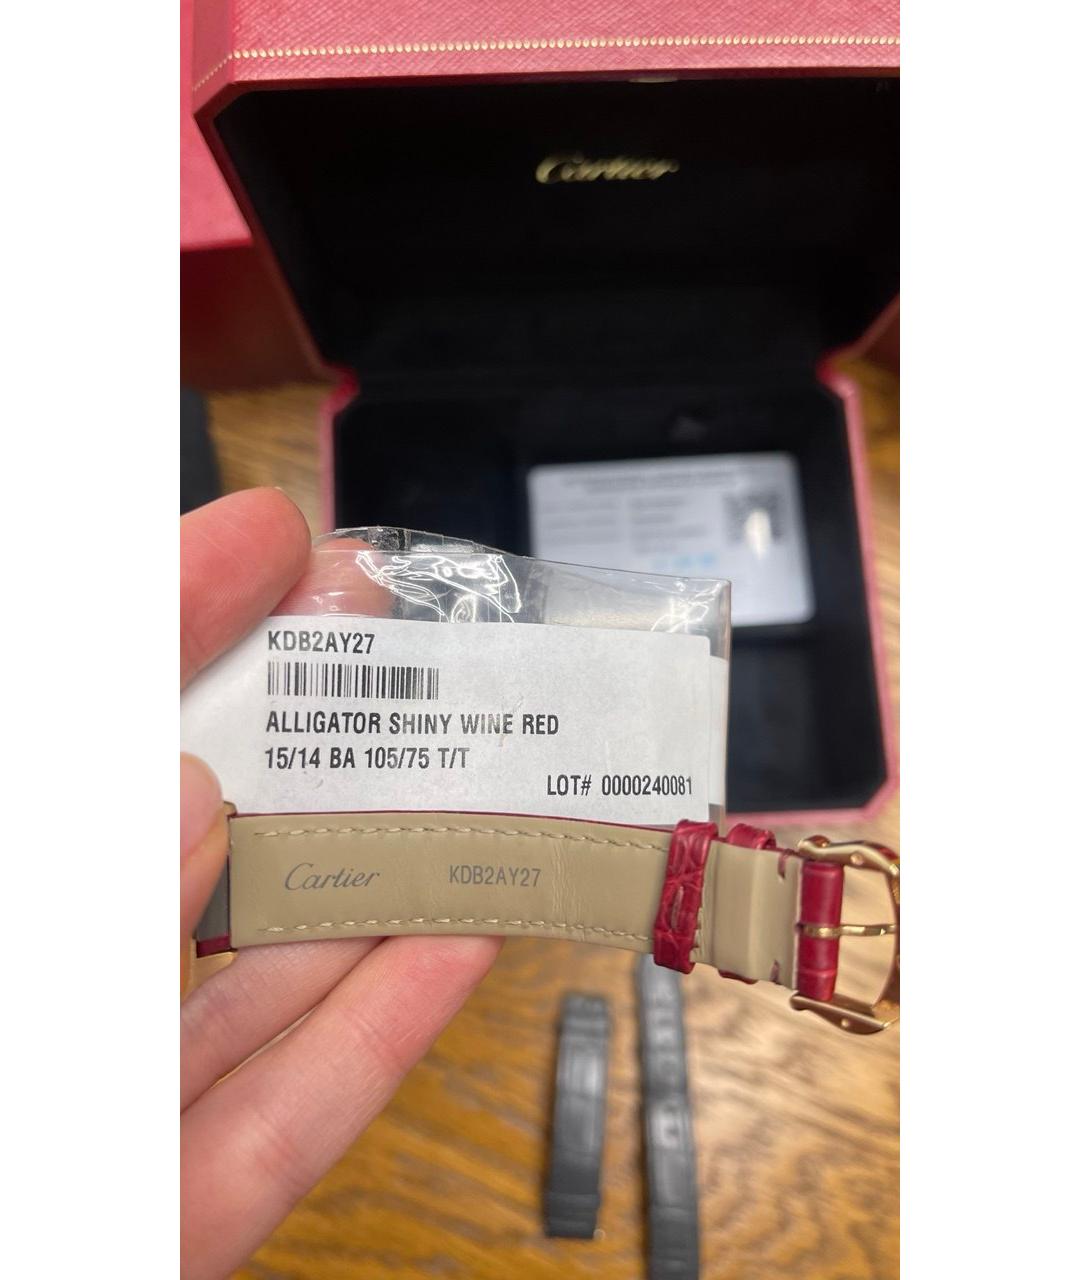 Cartier
KDB2AY27
ALLIGATOR SHINY WINE RED
15/14 BA 105/75 T/T
LOT# 0000240081
Cartier KDB2AY27